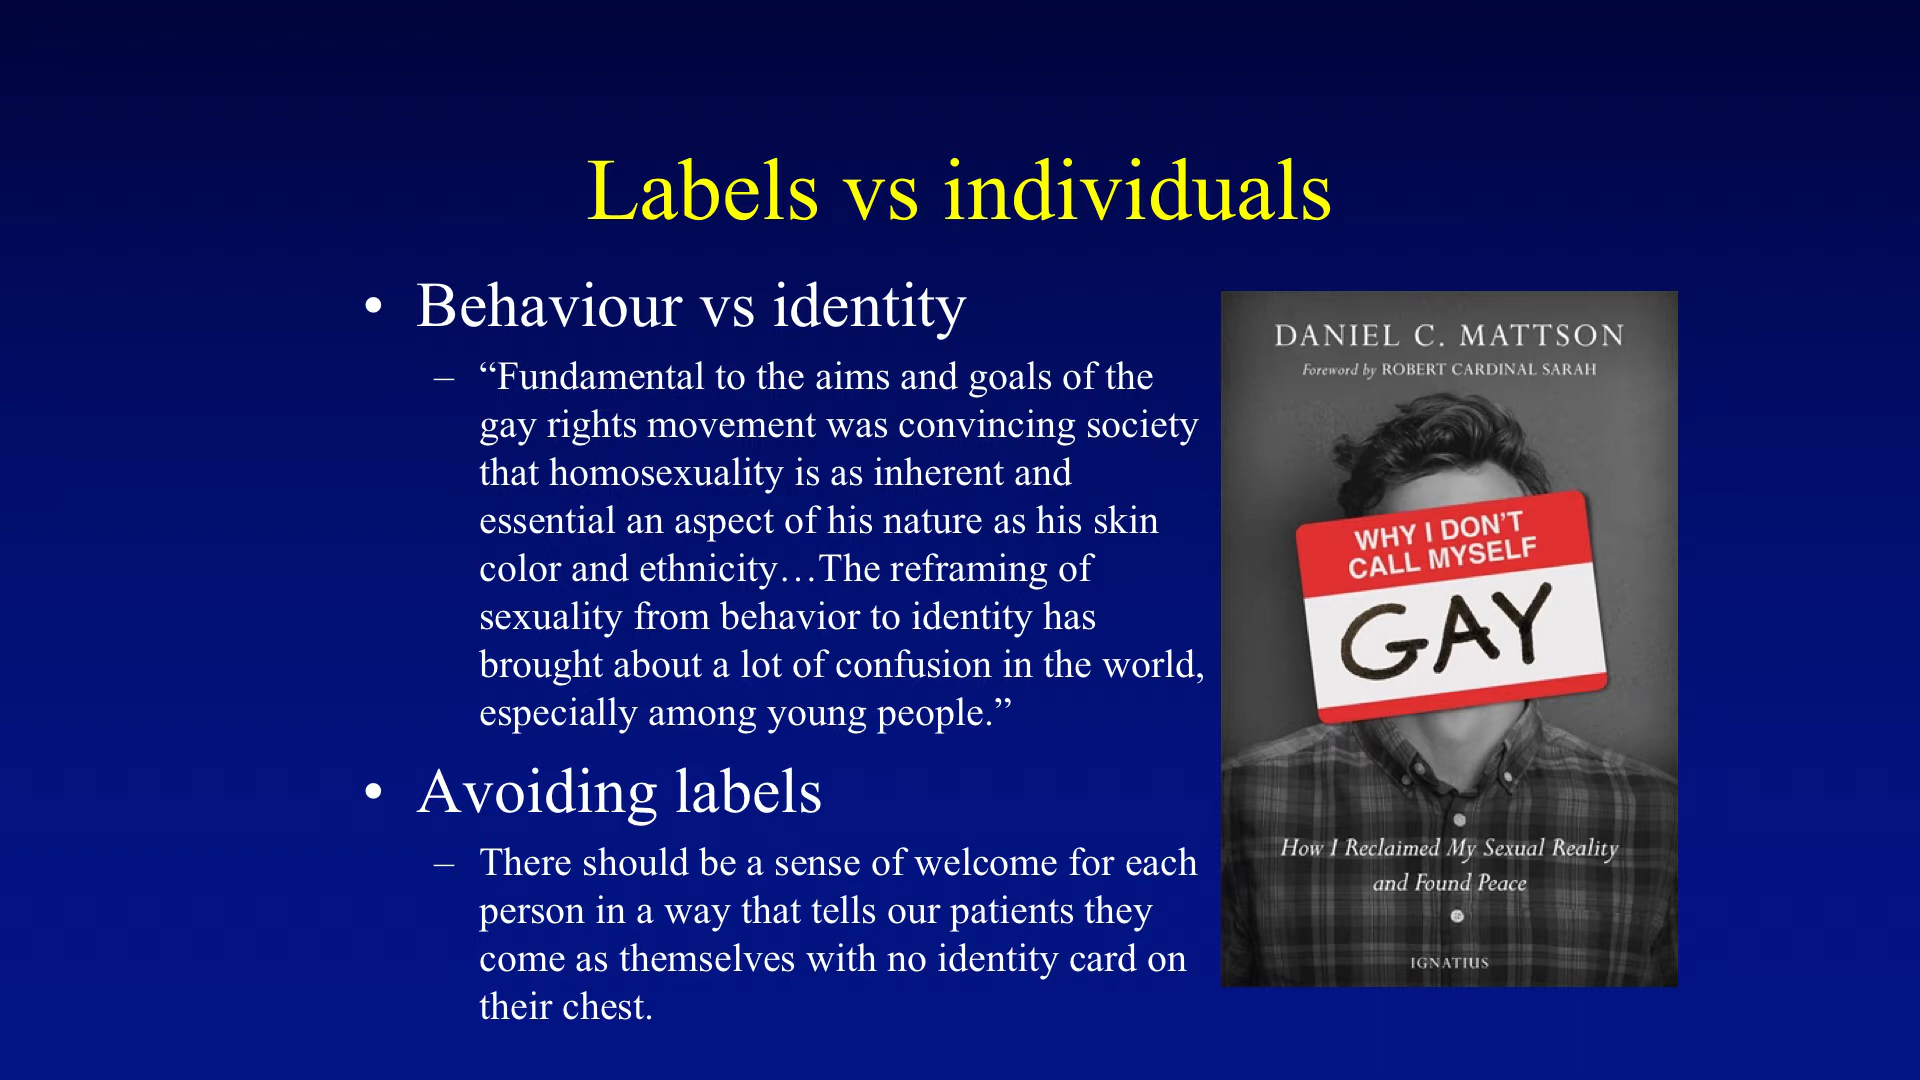 Labels vs individuals
• Behaviour vs identity
– “Fundamental to the aims and goals of the
gay rights movement was convincing society
that homosexuality is as inherent and
essential an aspect of his nature as his skin
color and ethnicity…The reframing of
sexuality from behavior to identity has
brought about a lot of confusion in the world,
especially among young people.”
• Avoiding labels
– There should be a sense of welcome for each
person in a way that tells our patients they
come as themselves with no identity card on
their chest.
DANIEL C. MATTSON
Foreword by ROBERT CARDINAL SARAH
WHY I DON’T
CALL MYSELF
GAY
How I Reclaimed My Sexual Reality
and Found Peace
IGNATIUS